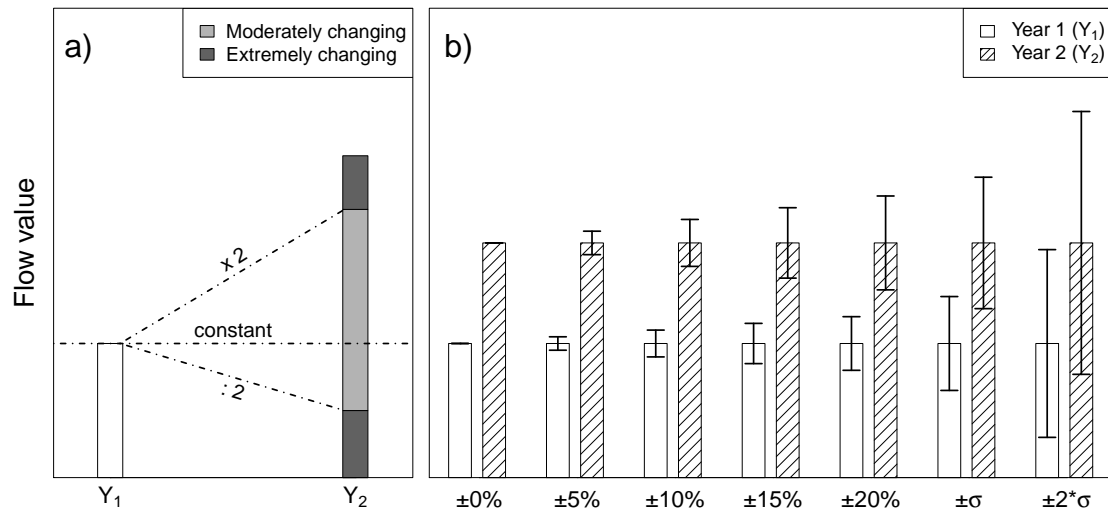 a)
Moderately changing
Extremely changing
Flow value
x 2
constant
: 2
Y₁
Y₂
b)
Year 1 (Y₁)
Year 2 (Y₂)
±0%
±5%
±10%
±15%
±20%
±σ
±2*σ